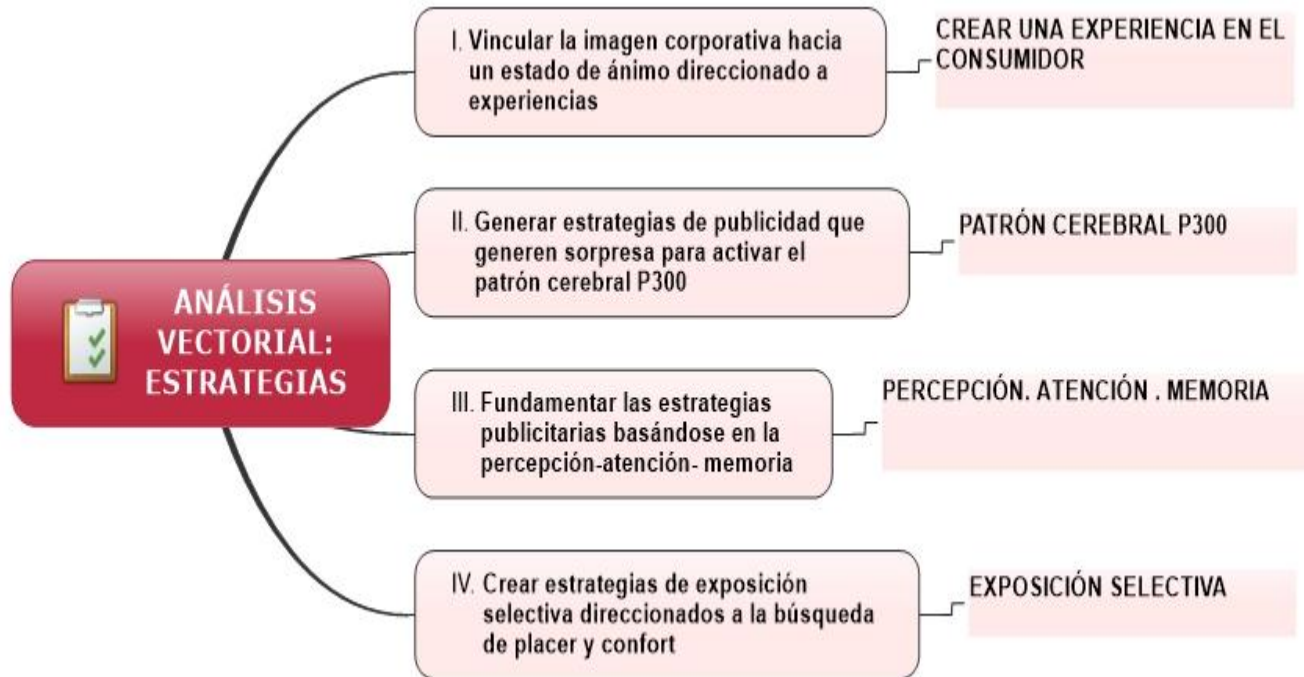 ANÁLISIS
VECTORIAL:
ESTRATEGIAS
I. Vincular la imagen corporativa hacia
un estado de ánimo direccionado a
experiencias
CREAR UNA EXPERIENCIA EN EL
CONSUMIDOR
II. Generar estrategias de publicidad que
generen sorpresa para activar el
patrón cerebral P300
PATRÓN CEREBRAL P300
III. Fundamentar las estrategias
publicitarias basándose en la
percepción-atención- memoria
PERCEPCIÓN. ATENCIÓN . MEMORIA
IV. Crear estrategias de exposición
selectiva direccionados a la búsqueda
de placer y confort
EXPOSICIÓN SELECTIVA